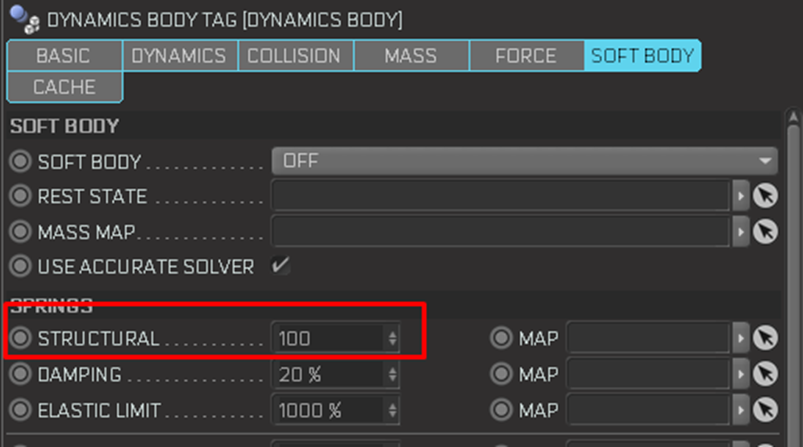 DYNAMICS BODY TAG [DYNAMICS BODY]
BASIC DYNAMICS COLLISION MASS FORCE SOFT BODY
CACHE
SOFT BODY
SOFT BODY . . . . . . . . . . . . . OFF
REST STATE . . . . . . . . . . . .
MASS MAP. . . . . . . . . . . . . .
USE ACCURATE SOLVER ✓
SPRINGS
STRUCTURAL . . . . . . . . . . . 100 MAP
DAMPING . . . . . . . . . . . . . . . 20 % MAP
ELASTIC LIMIT . . . . . . . . . . . 1000 % MAP